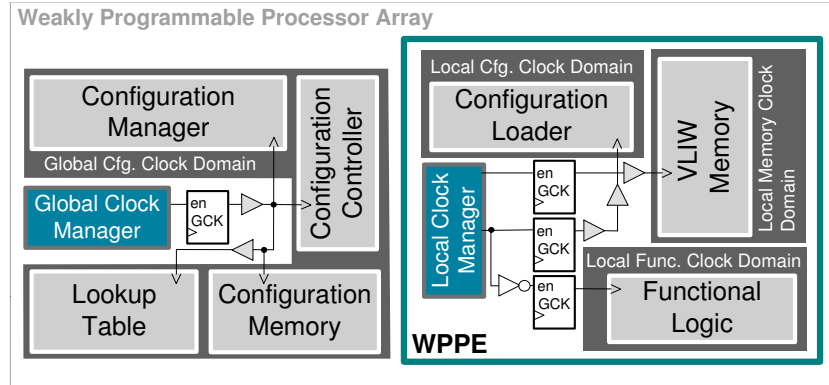 Weakly Programmable Processor Array
Configuration
Manager
Global Cfg. Clock Domain
Configuration
Controller
Global Clock
Manager
en
GCK
Lookup
Table
Configuration
Memory
Local Cfg. Clock Domain
Configuration
Loader
VLIW
Memory
Local Memory Clock
Domain
Local Clock
Manager
en
GCK
en
GCK
en
GCK
Local Func. Clock Domain
Functional
Logic
WPPE